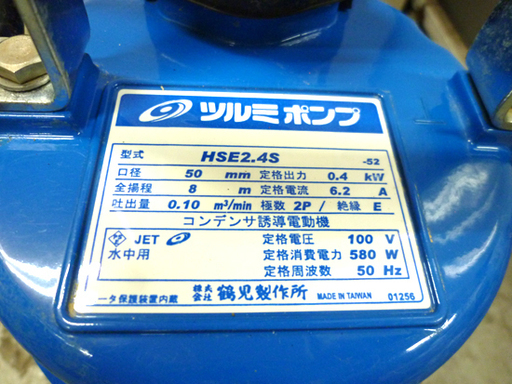 ツルミポンプ
型式 HSE2.4S -52
口径 50 mm 定格出力 0.4 kW
全揚程 8 m 定格電流 6.2 A
吐出量 0.10 m³/min 極数 2P / 絶縁 E
コンデンサ誘導電動機
JET 定格電圧 100 V
水中用 定格消費電力 580 W
定格周波数 50 Hz
ータ保護装置内蔵 株式会社 鶴見製作所 MADE IN TAIWAN 01256